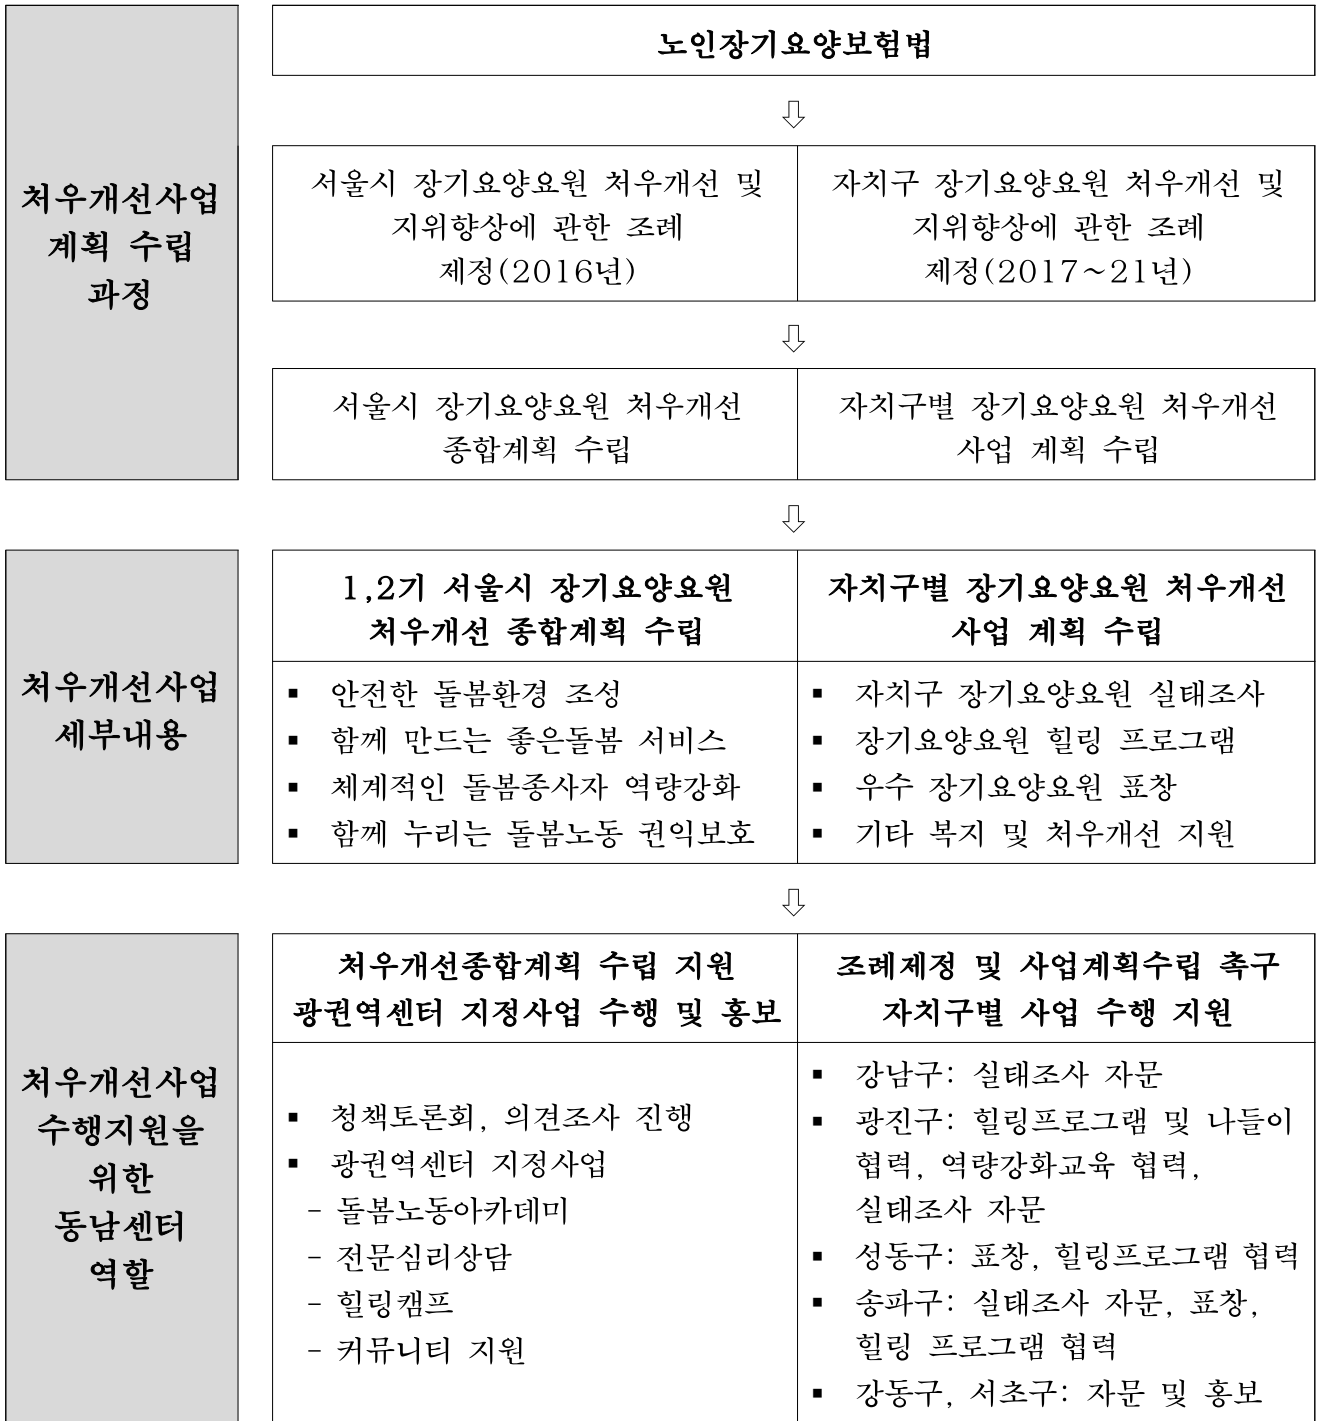 처우개선사업
계획 수립
과정
노인장기요양보험법
⇩
서울시 장기요양요원 처우개선 및
지위향상에 관한 조례
제정(2016년)
자치구 장기요양요원 처우개선 및
지위향상에 관한 조례
제정(2017~21년)
⇩
서울시 장기요양요원 처우개선
종합계획 수립
자치구별 장기요양요원 처우개선
사업 계획 수립
⇩
처우개선사업
세부내용
1,2기 서울시 장기요양요원
처우개선 종합계획 수립
▪ 안전한 돌봄환경 조성
▪ 함께 만드는 좋은돌봄 서비스
▪ 체계적인 돌봄종사자 역량강화
▪ 함께 누리는 돌봄노동 권익보호
자치구별 장기요양요원 처우개선
사업 계획 수립
▪ 자치구 장기요양요원 실태조사
▪ 장기요양요원 힐링 프로그램
▪ 우수 장기요양요원 표창
▪ 기타 복지 및 처우개선 지원
⇩
처우개선사업
수행지원을
위한
동남센터
역할
처우개선종합계획 수립 지원
광권역센터 지정사업 수행 및 홍보
▪ 청책토론회, 의견조사 진행
▪ 광권역센터 지정사업
- 돌봄노동아카데미
- 전문심리상담
- 힐링캠프
- 커뮤니티 지원
조례제정 및 사업계획수립 촉구
자치구별 사업 수행 지원
▪ 강남구: 실태조사 자문
▪ 광진구: 힐링프로그램 및 나들이
협력, 역량강화교육 협력,
실태조사 자문
▪ 성동구: 표창, 힐링프로그램 협력
▪ 송파구: 실태조사 자문, 표창,
힐링 프로그램 협력
▪ 강동구, 서초구: 자문 및 홍보